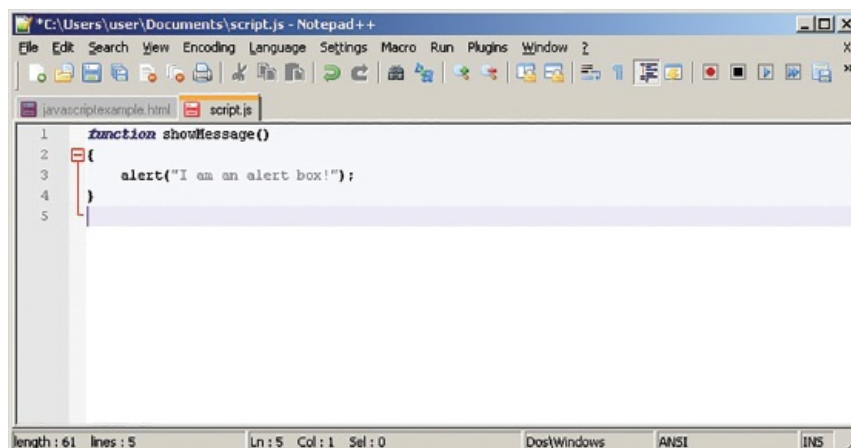 *C:\Users\user\Documents\script.js - Notepad++
File Edit Search View Encoding Language Settings Macro Run Plugins Window ? X
javascriptexample.html script.js
1 function showMessage()
2 {
3 alert("I am an alert box!");
4 }
5
length : 61 lines : 5 Ln : 5 Col : 1 Sel : 0 Dos\Windows ANSI INS